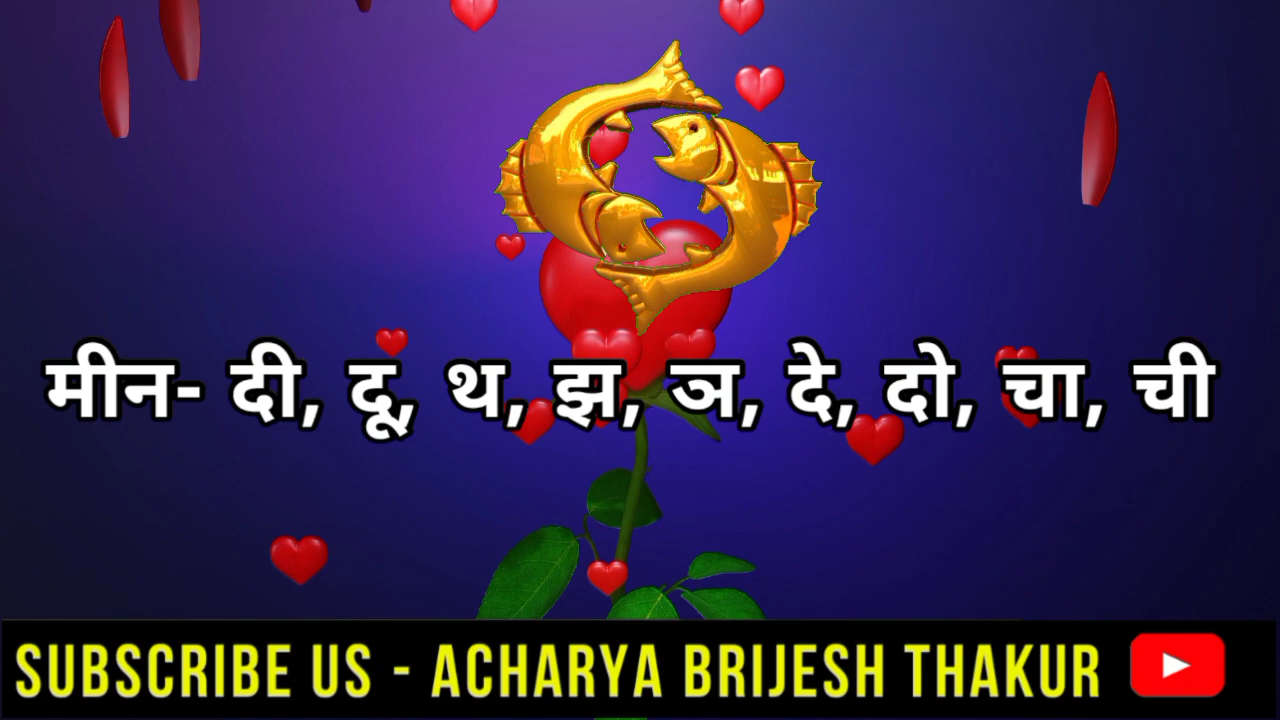 मीन- दी, दू, थ, झ, ञ, दे, दो, चा, ची
SUBSCRIBE US - ACHARYA BRIJESH THAKUR